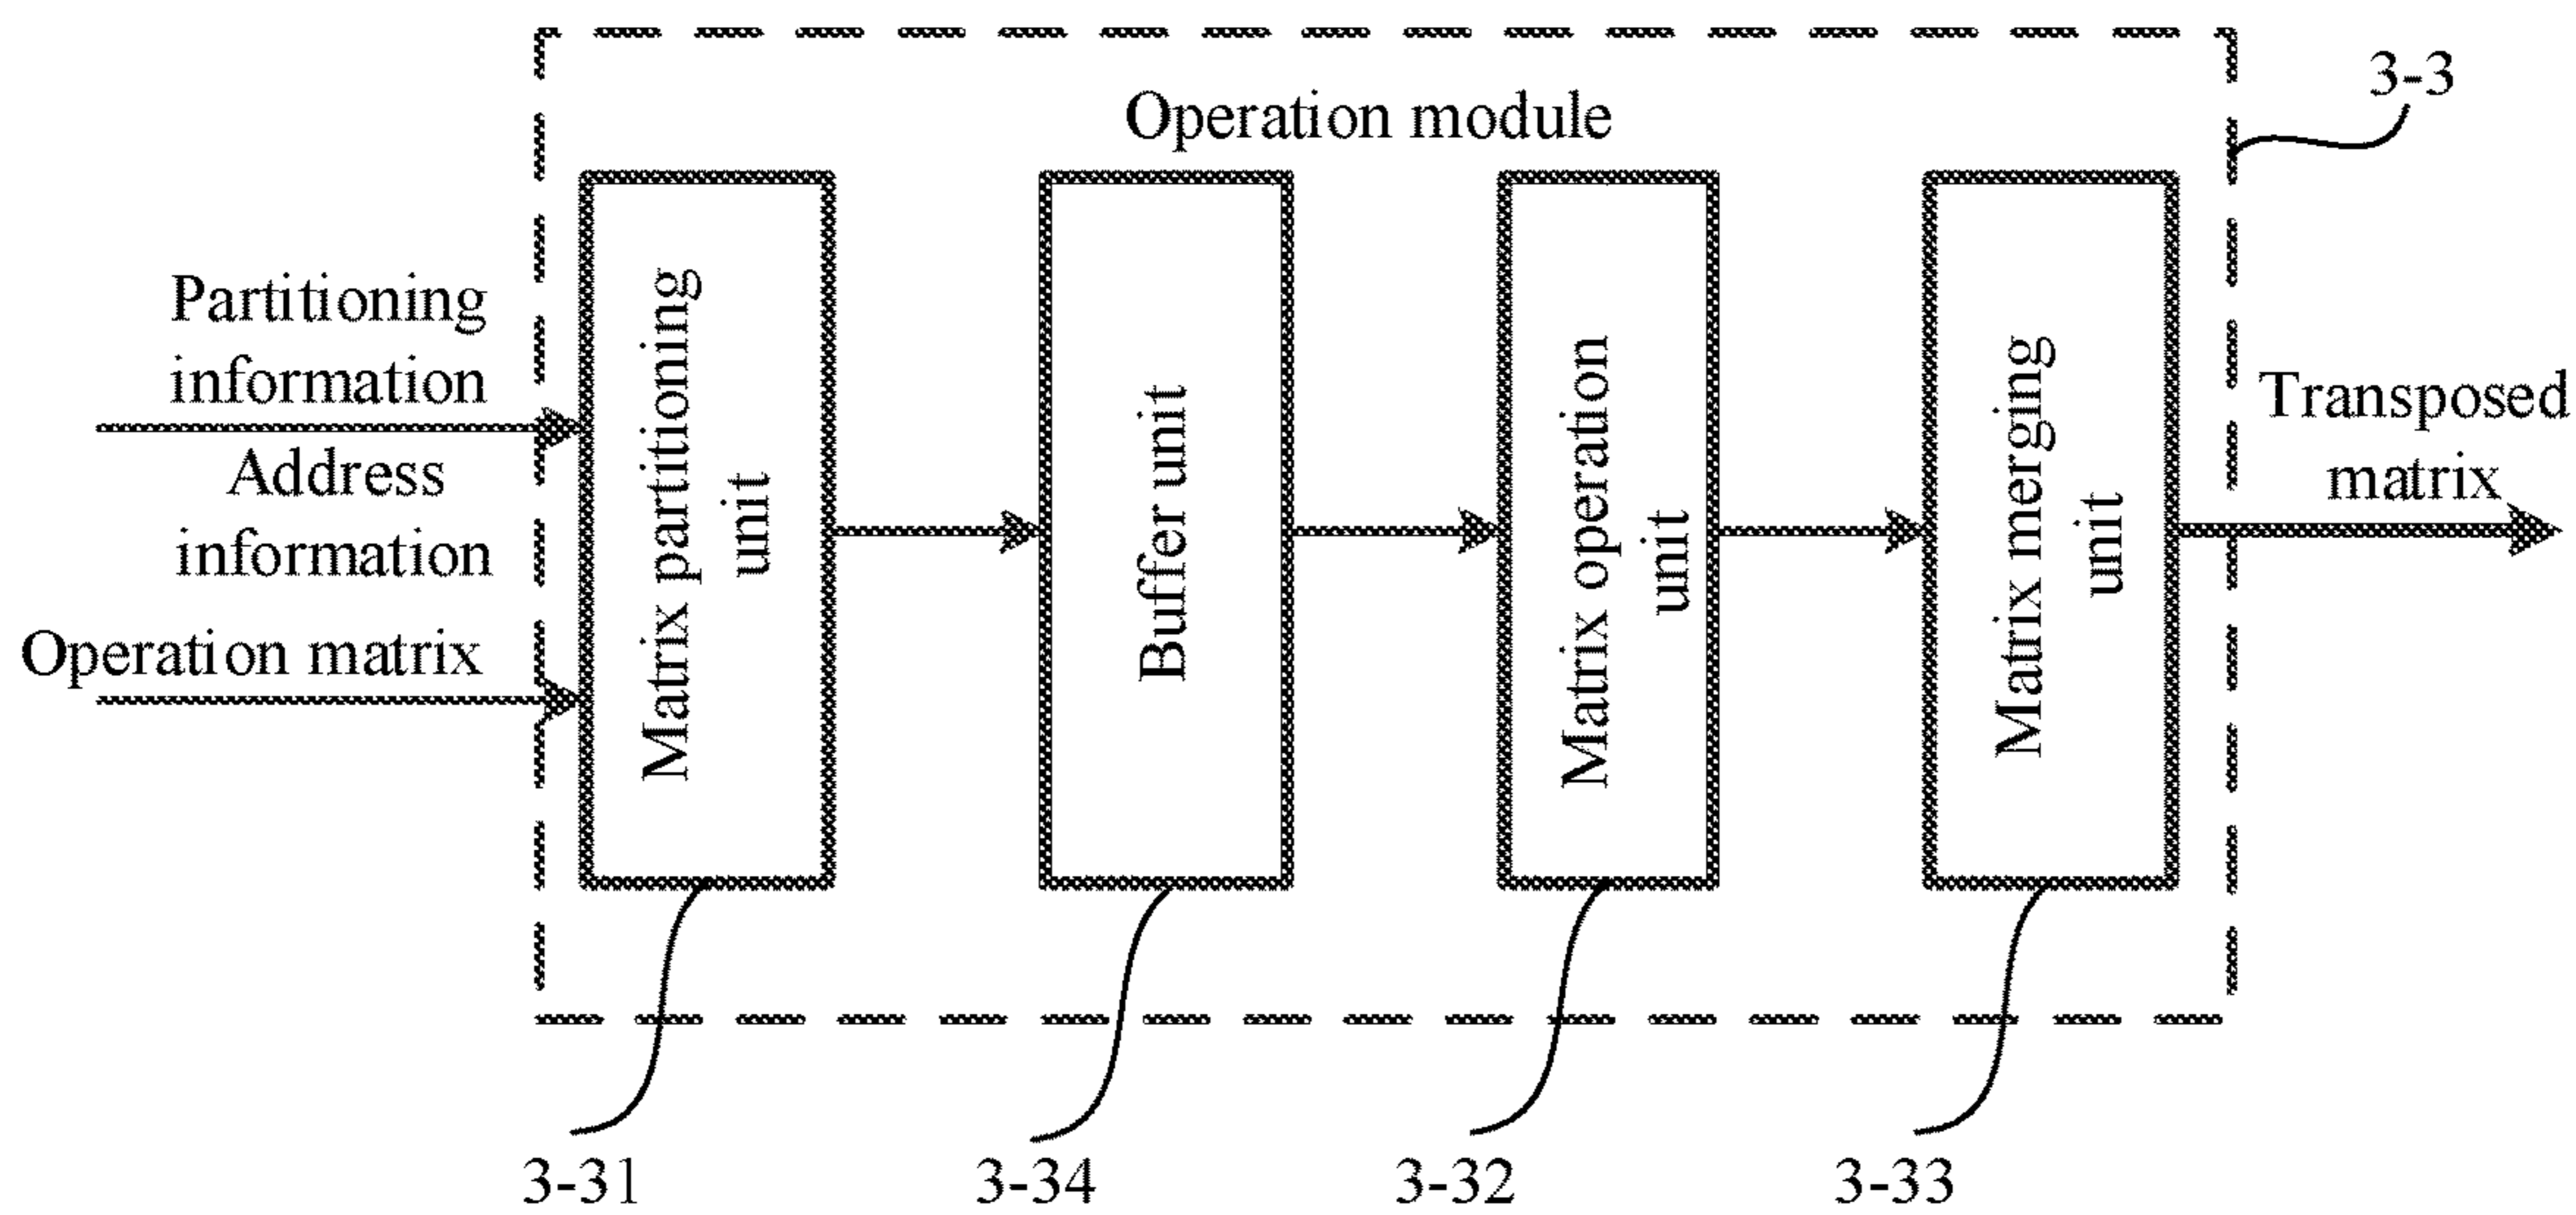 3-3
Operation module
Partitioning
information
Address
information
Operation matrix
Matrix partitioning
unit
Buffer unit
Matrix operation
unit
Matrix merging
unit
Transposed
matrix
3-31
3-34
3-32
3-33